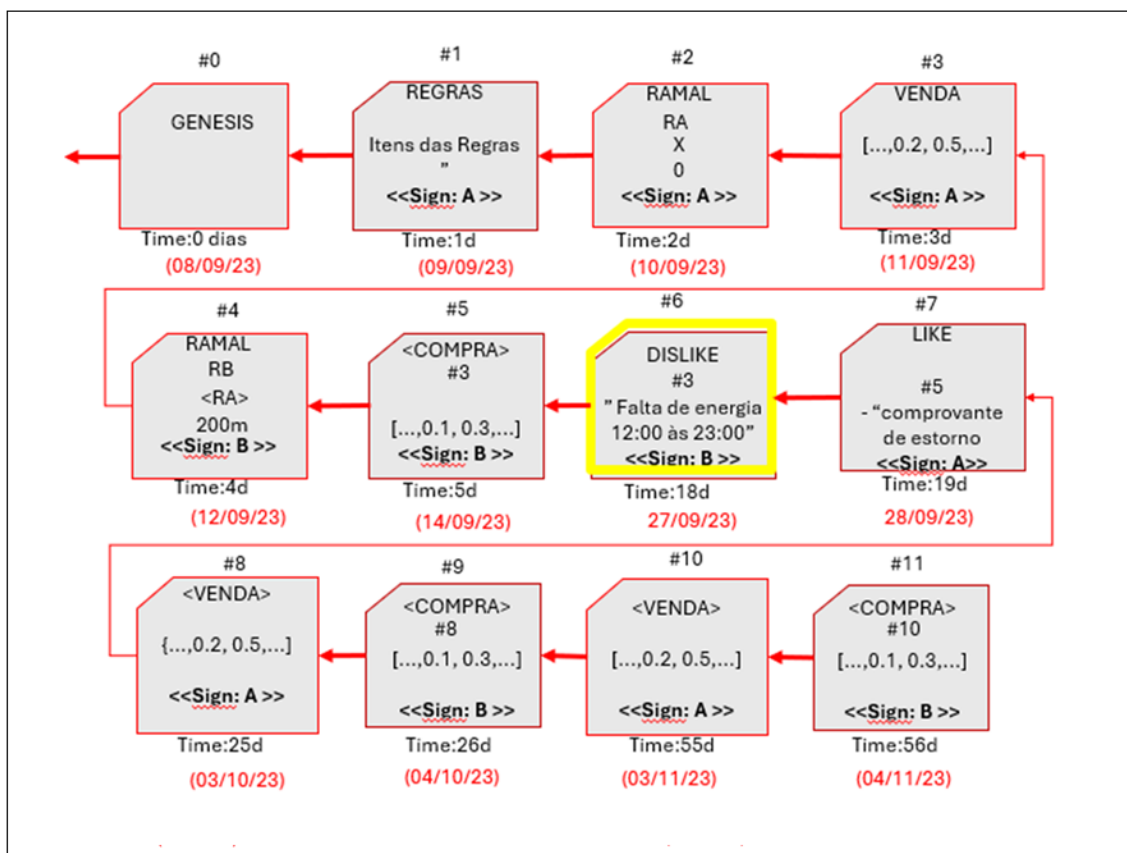 #0
GENESIS
Time:0 dias
(08/09/23)
#1
REGRAS
Itens das Regras
”
<<Sign: A >>
Time:1d
(09/09/23)
#2
RAMAL
RA
X
0
<<Sign: A >>
Time:2d
(10/09/23)
#3
VENDA
[...,0.2, 0.5,...]
<<Sign: A >>
Time:3d
(11/09/23)
#4
RAMAL
RB
<RA>
200m
<<Sign: B >>
Time:4d
(12/09/23)
#5
<COMPRA>
#3
[...,0.1, 0.3,...]
<<Sign: B >>
Time:5d
(14/09/23)
#6
DISLIKE
#3
” Falta de energia
12:00 às 23:00”
<<Sign: B >>
Time:18d
27/09/23)
#7
LIKE
#5
- “comprovante
de estorno
<<Sign: A>>
Time:19d
28/09/23)
#8
<VENDA>
{...,0.2, 0.5,...]
<<Sign: A >>
Time:25d
(03/10/23)
#9
<COMPRA>
#8
[...,0.1, 0.3,...]
<<Sign: B >>
Time:26d
(04/10/23)
#10
<VENDA>
[...,0.2, 0.5,...]
<<Sign: A >>
Time:55d
(03/11/23)
#11
<COMPRA>
#10
[...,0.1, 0.3,...]
<<Sign: B >>
Time:56d
(04/11/23)